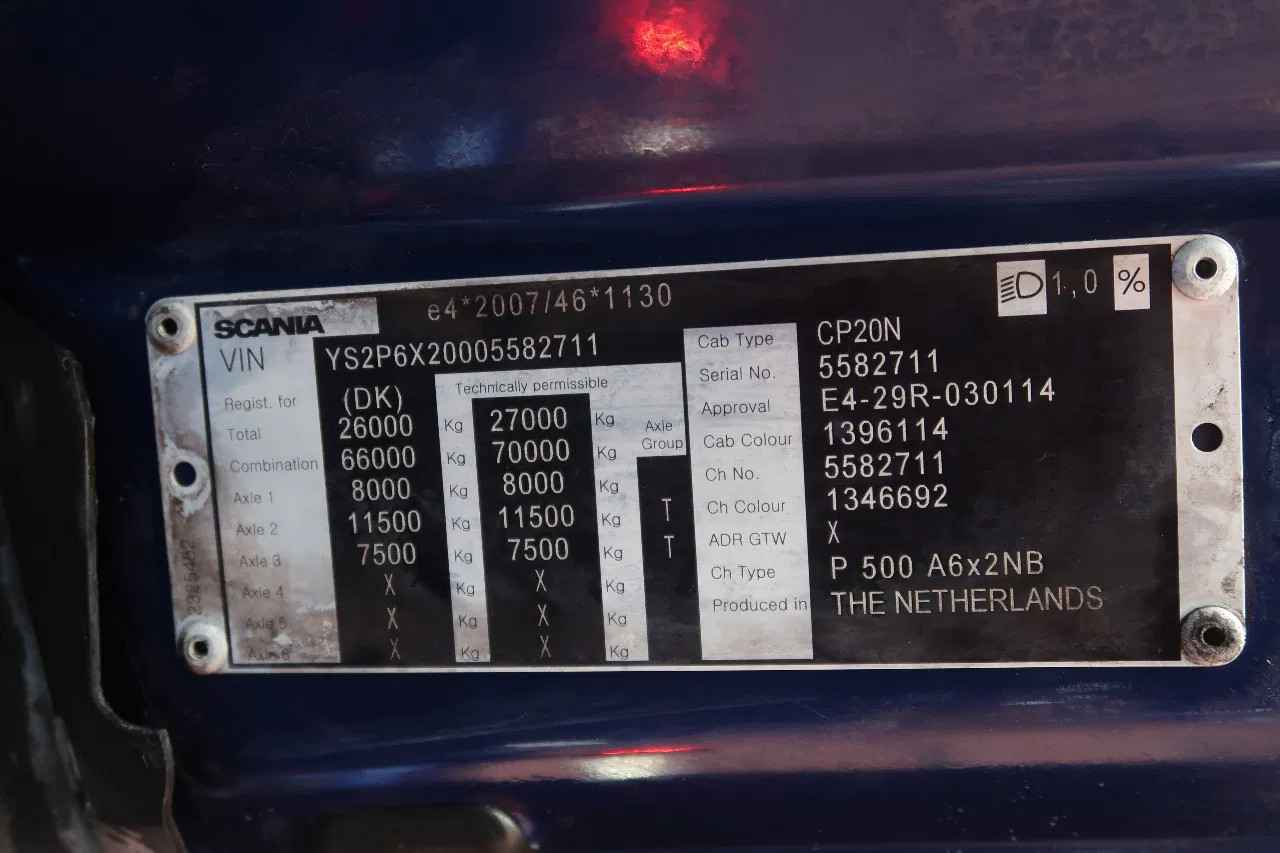 e4*2007/46*1130
1,0 %
SCANIA
VIN YS2P6X20005582711
Regist. for (DK)
Technically permissible
Total 26000 Kg 27000 Kg
Axle Group
Combination 66000 Kg 70000 Kg
Axle 1 8000 Kg 8000 Kg
Axle 2 11500 Kg 11500 Kg T
Axle 3 7500 Kg 7500 Kg T
Axle 4 X Kg X Kg
Axle 5 X Kg X Kg
Axle 6 X Kg X Kg
Cab Type CP20N
Serial No. 5582711
Approval E4-29R-030114
Cab Colour 1396114
Ch No. 5582711
Ch Colour 1346692
ADR GTW X
Ch Type P 500 A6x2NB
Produced in THE NETHERLANDS